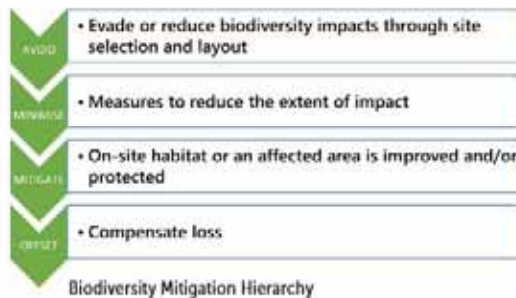 AVOID
• Evade or reduce biodiversity impacts through site
selection and layout
MINIMISE
• Measures to reduce the extent of impact
MITIGATE
• On-site habitat or an affected area is improved and/or
protected
OFFSET
• Compensate loss
Biodiversity Mitigation Hierarchy